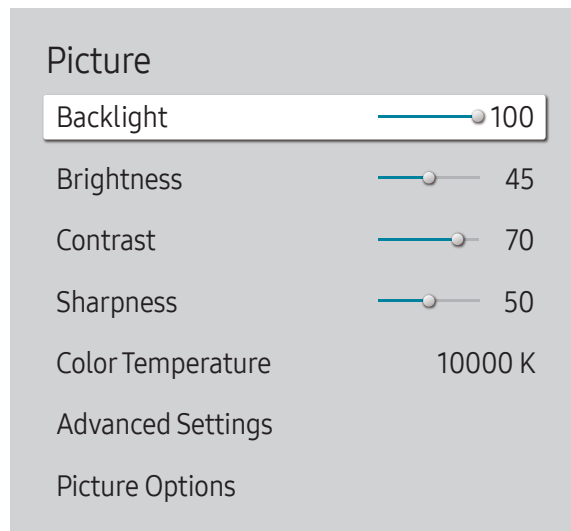 Picture
Backlight 100
Brightness 45
Contrast 70
Sharpness 50
Color Temperature 10000 K
Advanced Settings
Picture Options